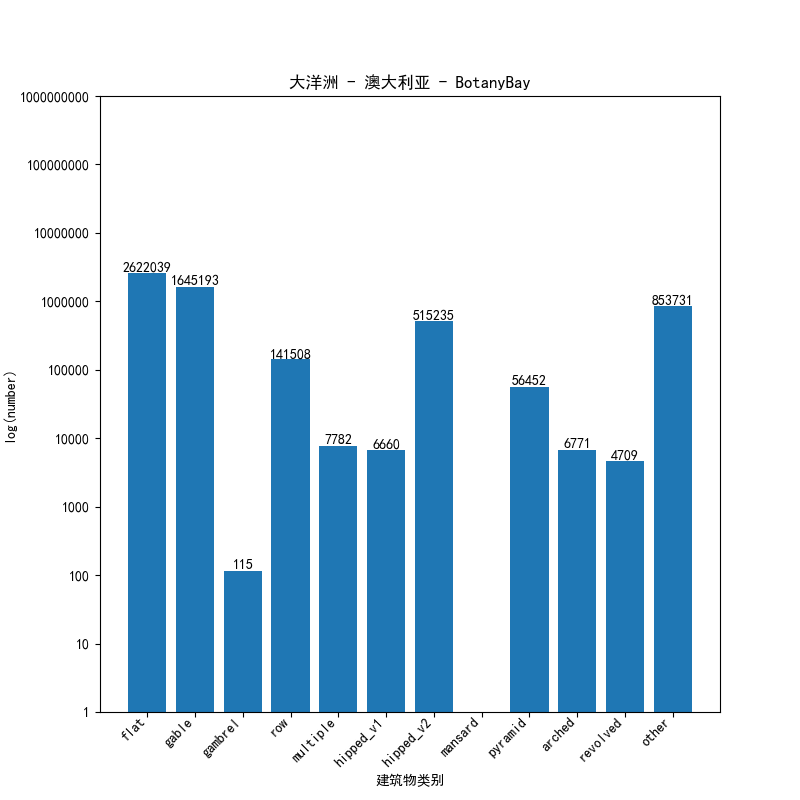 大洋洲 - 澳大利亚 - BotanyBay
1000000000
100000000
10000000
1000000
100000
10000
1000
100
10
1
log(number)
2622039
1645193
115
141508
7782
6660
515235
56452
6771
4709
853731
flat
gable
gambrel
row
multiple
hipped_v1
hipped_v2
mansard
pyramid
arched
revolved
other
建筑物类别